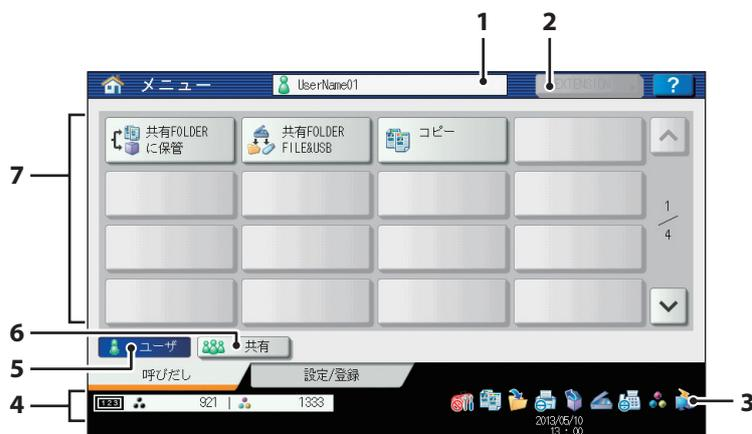 1
2
メニュー
UserName01
EXTENSION
?
7
共有FOLDER
に保管
共有FOLDER
FILE&USB
コピー
1
4
6
ユーザ
共有
5
呼びだし
設定/登録
4
123
921
1333
3
2013/05/10
13:00